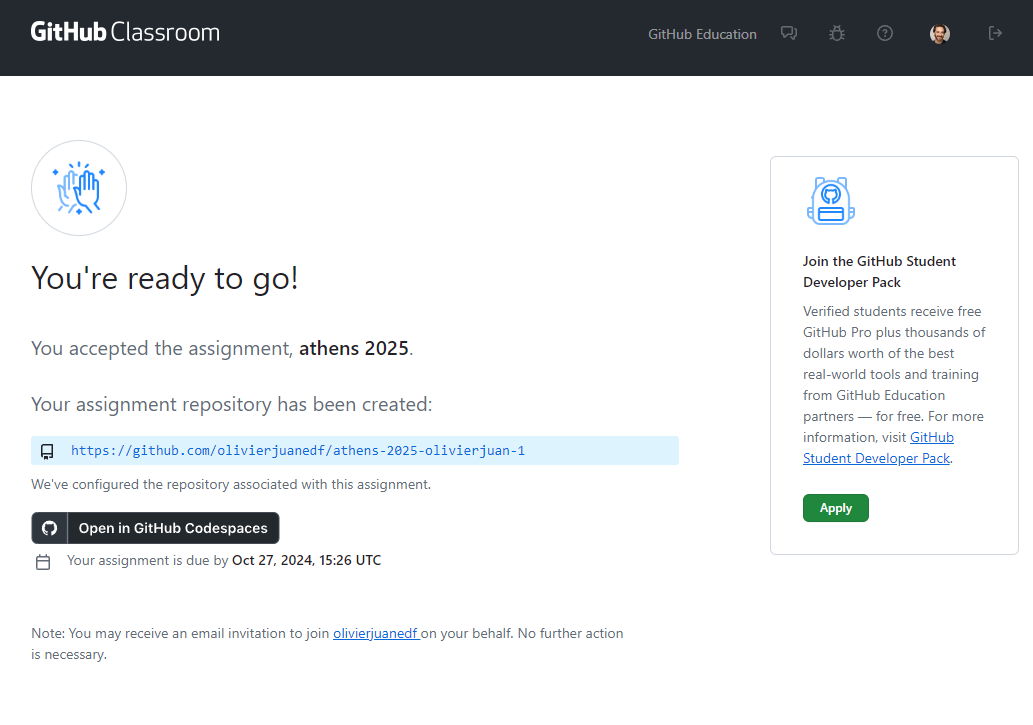 GitHub Classroom
GitHub Education
You're ready to go!
You accepted the assignment, athens 2025.
Your assignment repository has been created:
https://github.com/olivierjuanedf/athens-2025-olivierjuan-1
We've configured the repository associated with this assignment.
Open in GitHub Codespaces
Your assignment is due by Oct 27, 2024, 15:26 UTC
Note: You may receive an email invitation to join olivierjuanedf on your behalf. No further action
is necessary.
Join the GitHub Student
Developer Pack
Verified students receive free
GitHub Pro plus thousands of
dollars worth of the best
real-world tools and training
from GitHub Education
partners — for free. For more
information, visit GitHub
Student Developer Pack.
Apply